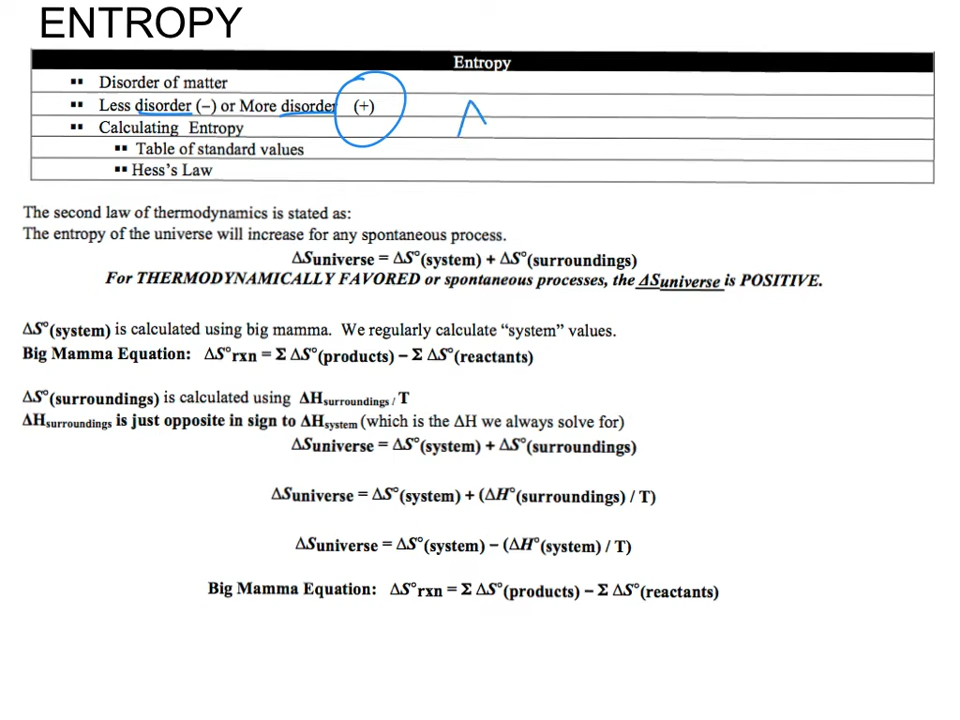 ENTROPY
Entropy
▪▪ Disorder of matter
▪▪ Less disorder (–) or More disorder (+)
▪▪ Calculating Entropy
▪▪ Table of standard values
▪▪ Hess's Law
The second law of thermodynamics is stated as:
The entropy of the universe will increase for any spontaneous process.
ΔSuniverse = ΔS°(system) + ΔS°(surroundings)
For THERMODYNAMICALLY FAVORED or spontaneous processes, the ΔSuniverse is POSITIVE.
ΔS°(system) is calculated using big mamma. We regularly calculate “system” values.
Big Mamma Equation: ΔS°rxn = Σ ΔS°(products) – Σ ΔS°(reactants)
ΔS°(surroundings) is calculated using ΔHsurroundings / T
ΔHsurroundings is just opposite in sign to ΔHsystem (which is the ΔH we always solve for)
ΔSuniverse = ΔS°(system) + ΔS°(surroundings)
ΔSuniverse = ΔS°(system) + (ΔH°(surroundings) / T)
ΔSuniverse = ΔS°(system) – (ΔH°(system) / T)
Big Mamma Equation: ΔS°rxn = Σ ΔS°(products) – Σ ΔS°(reactants)